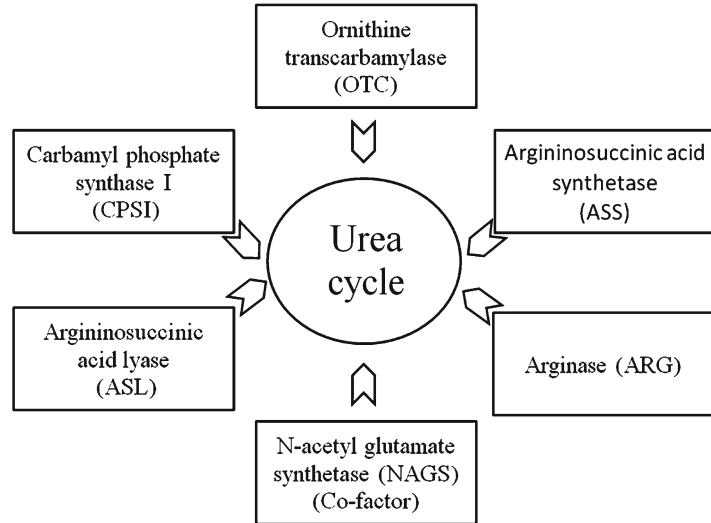 Ornithine
transcarbamylase
(OTC)
Carbamyl phosphate
synthase I
(CPSI)
Argininosuccinic acid
synthetase
(ASS)
Urea
cycle
Argininosuccinic
acid lyase
(ASL)
Arginase (ARG)
N-acetyl glutamate
synthetase (NAGS)
(Co-factor)